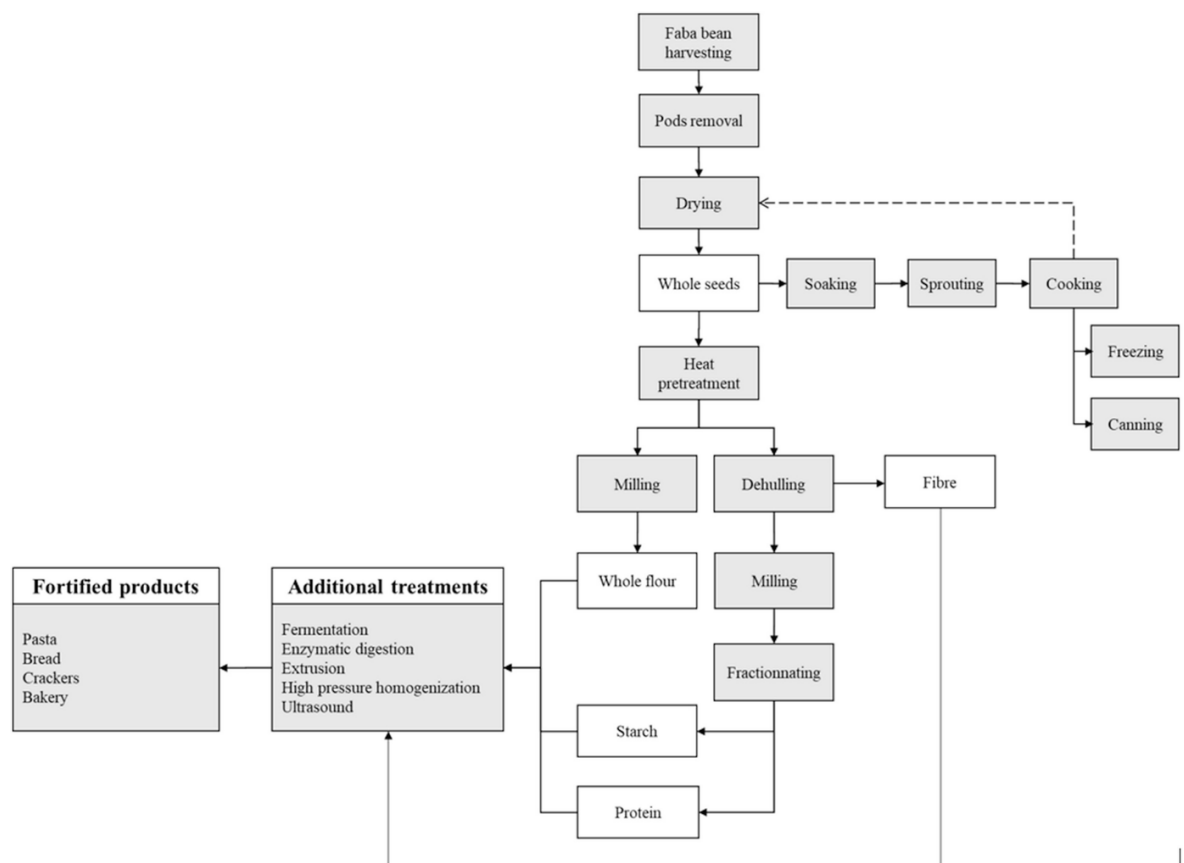 Faba bean
harvesting
Pods removal
Drying
Whole seeds
Soaking
Sprouting
Cooking
Freezing
Canning
Heat
pretreatment
Milling
Dehulling
Fibre
Whole flour
Milling
Fractionnating
Starch
Protein
Additional treatments
Fermentation
Enzymatic digestion
Extrusion
High pressure homogenization
Ultrasound
Fortified products
Pasta
Bread
Crackers
Bakery